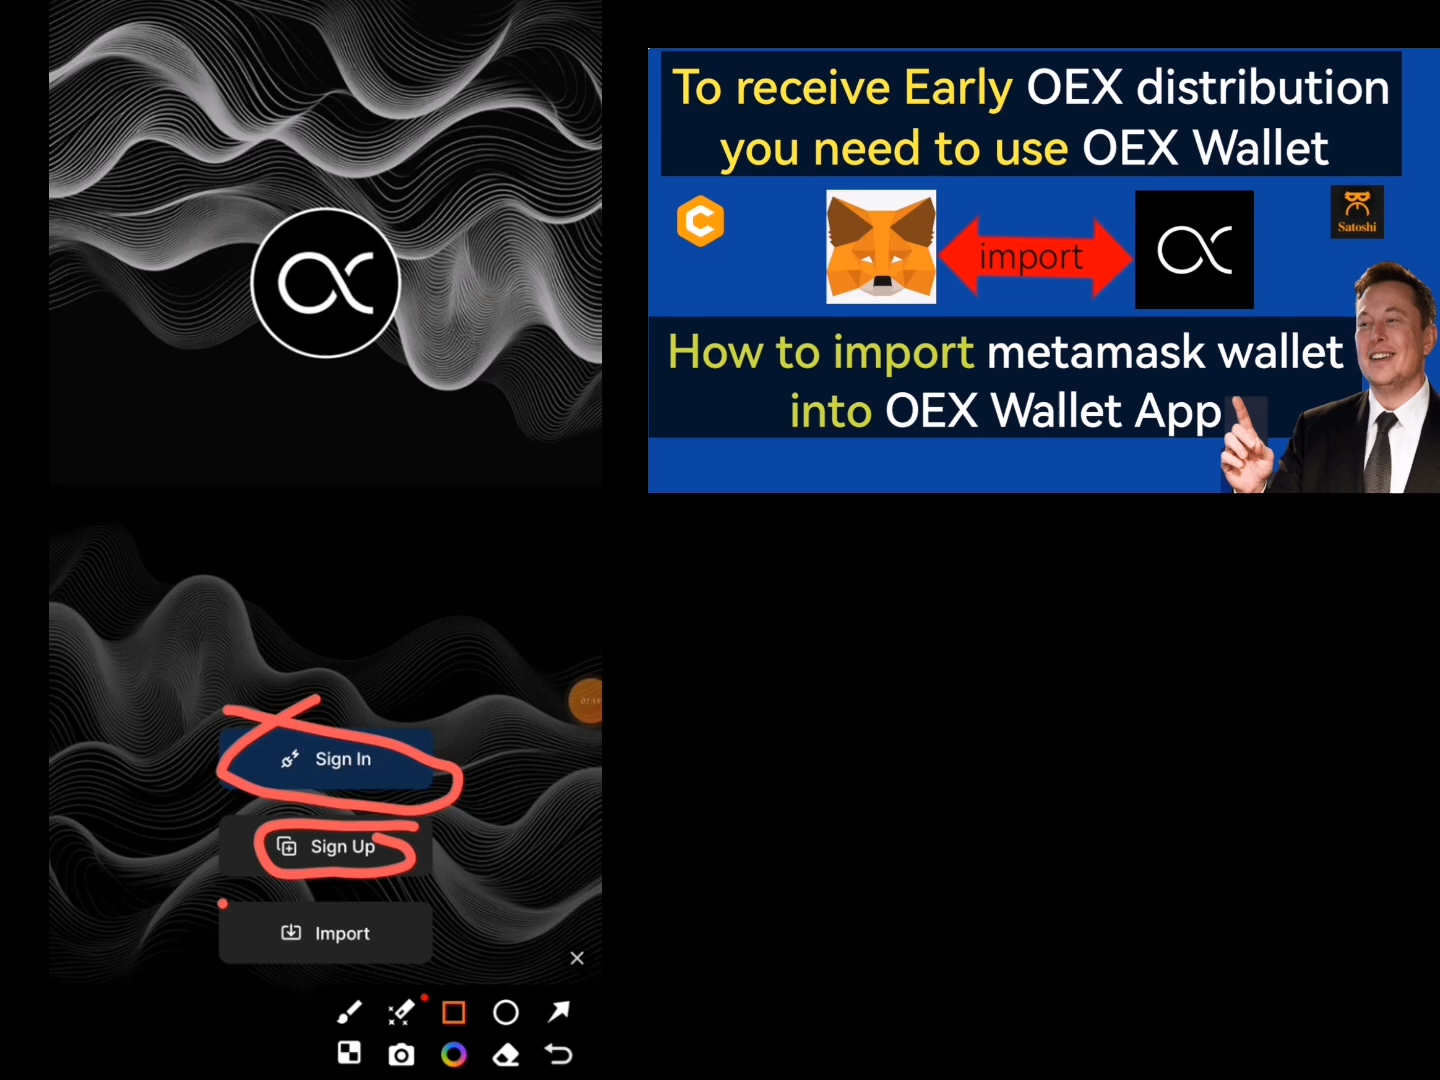 To receive Early OEX distribution
you need to use OEX Wallet
import
Satoshi
How to import metamask wallet
into OEX Wallet App
Sign In
Sign Up
Import